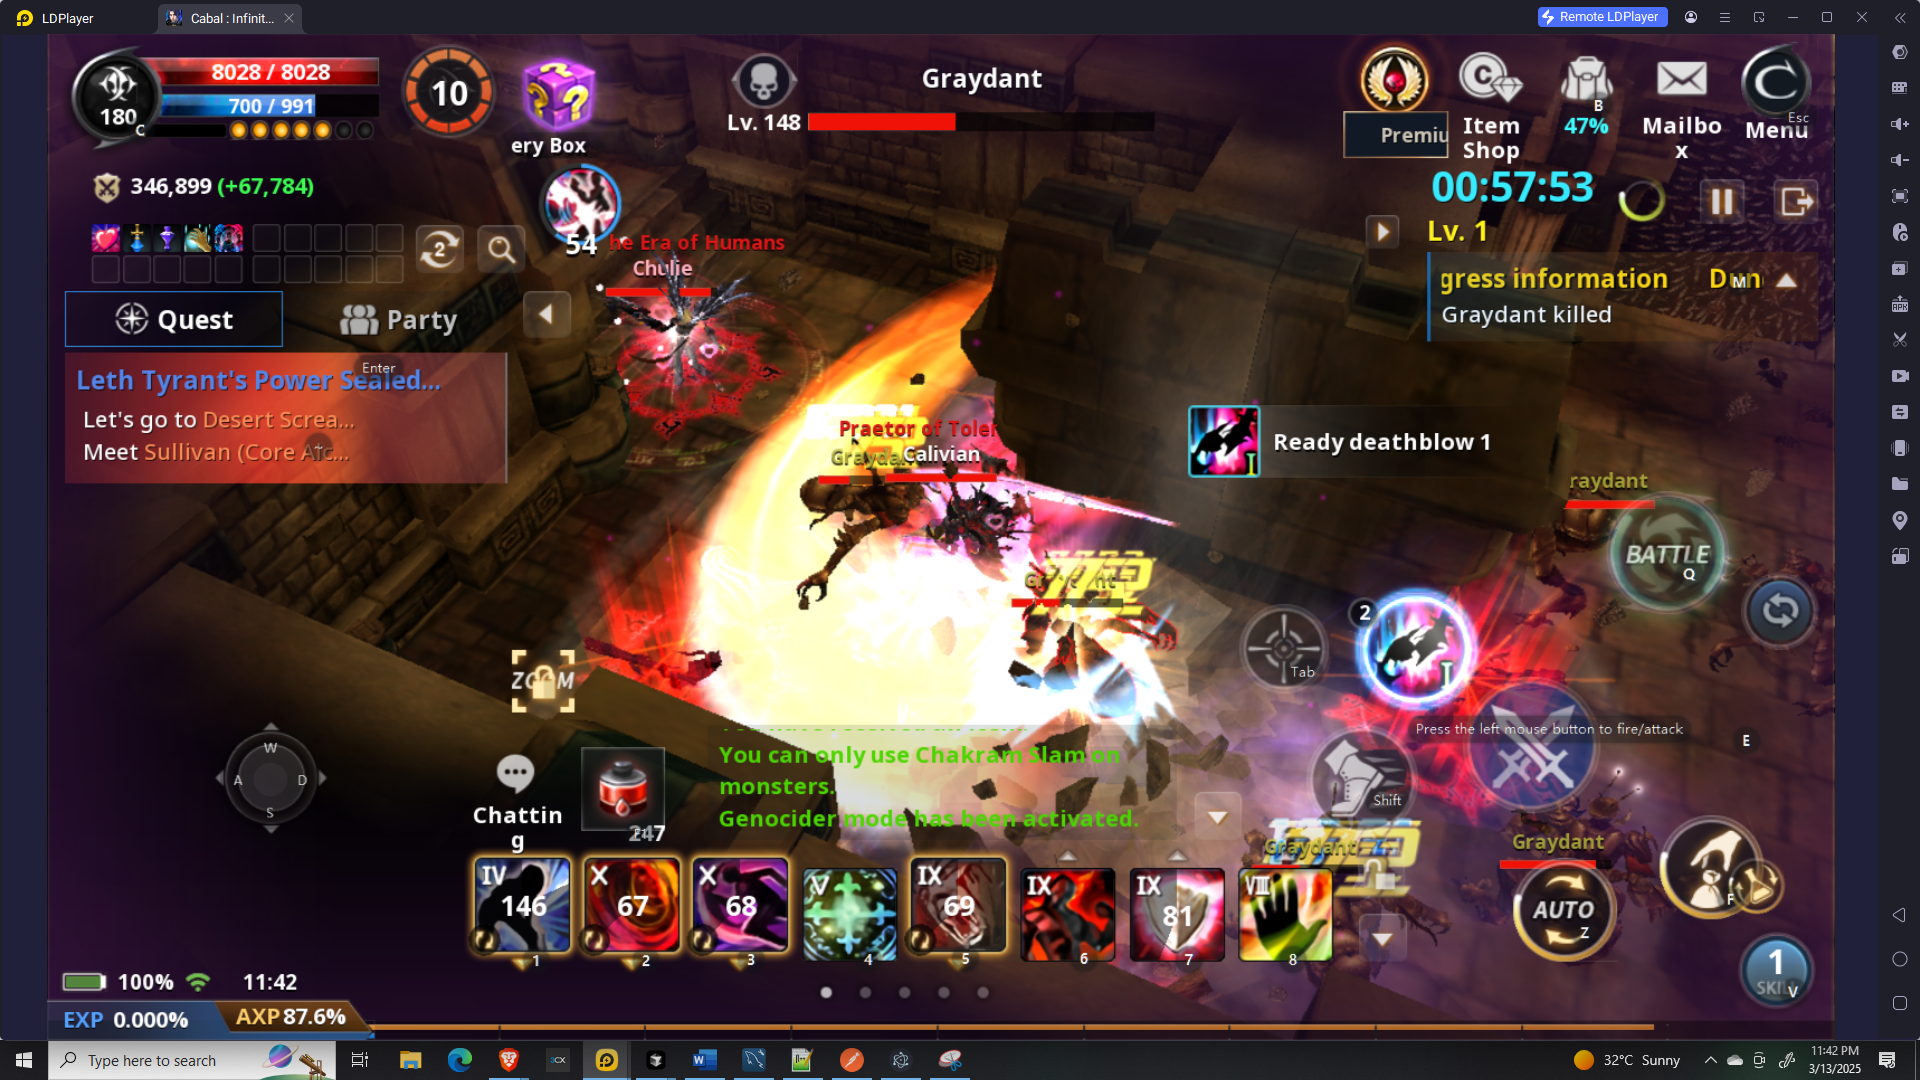 LDPlayer
Cabal : Infinit...
Remote LDPlayer
8028 / 8028
700 / 991
180
C
10
ery Box
Graydant
Lv. 148
Premiu
Item
Shop
B
47%
Mailbo
x
Esc
Menu
346,899 (+67,784)
00:57:53
Lv. 1
2
54
he Era of Humans
Chulie
gress information
Dun
M
Graydant killed
Quest
Party
Enter
Leth Tyrant's Power Sealed...
Let's go to Desert Screa...
Meet Sullivan (Core Arc...
Praetor of Toler
Graydant
Calivian
Ready deathblow 1
raydant
BATTLE
Q
2
I
Tab
ZOOM
Press the left mouse button to fire/attack
E
W
A
D
S
Shift
Chattin
g
247
You can only use Chakram Slam on
monsters.
Genocider mode has been activated.
Graydant
Graydant
IV
146
1
X
67
2
X
68
3
V
4
IX
69
5
IX
6
IX
81
7
VIII
8
AUTO
Z
F
1
SKILL
V
100%
11:42
EXP 0.000%
AXP 87.6%
Type here to search
3CX
32°C Sunny
11:42 PM
3/13/2025